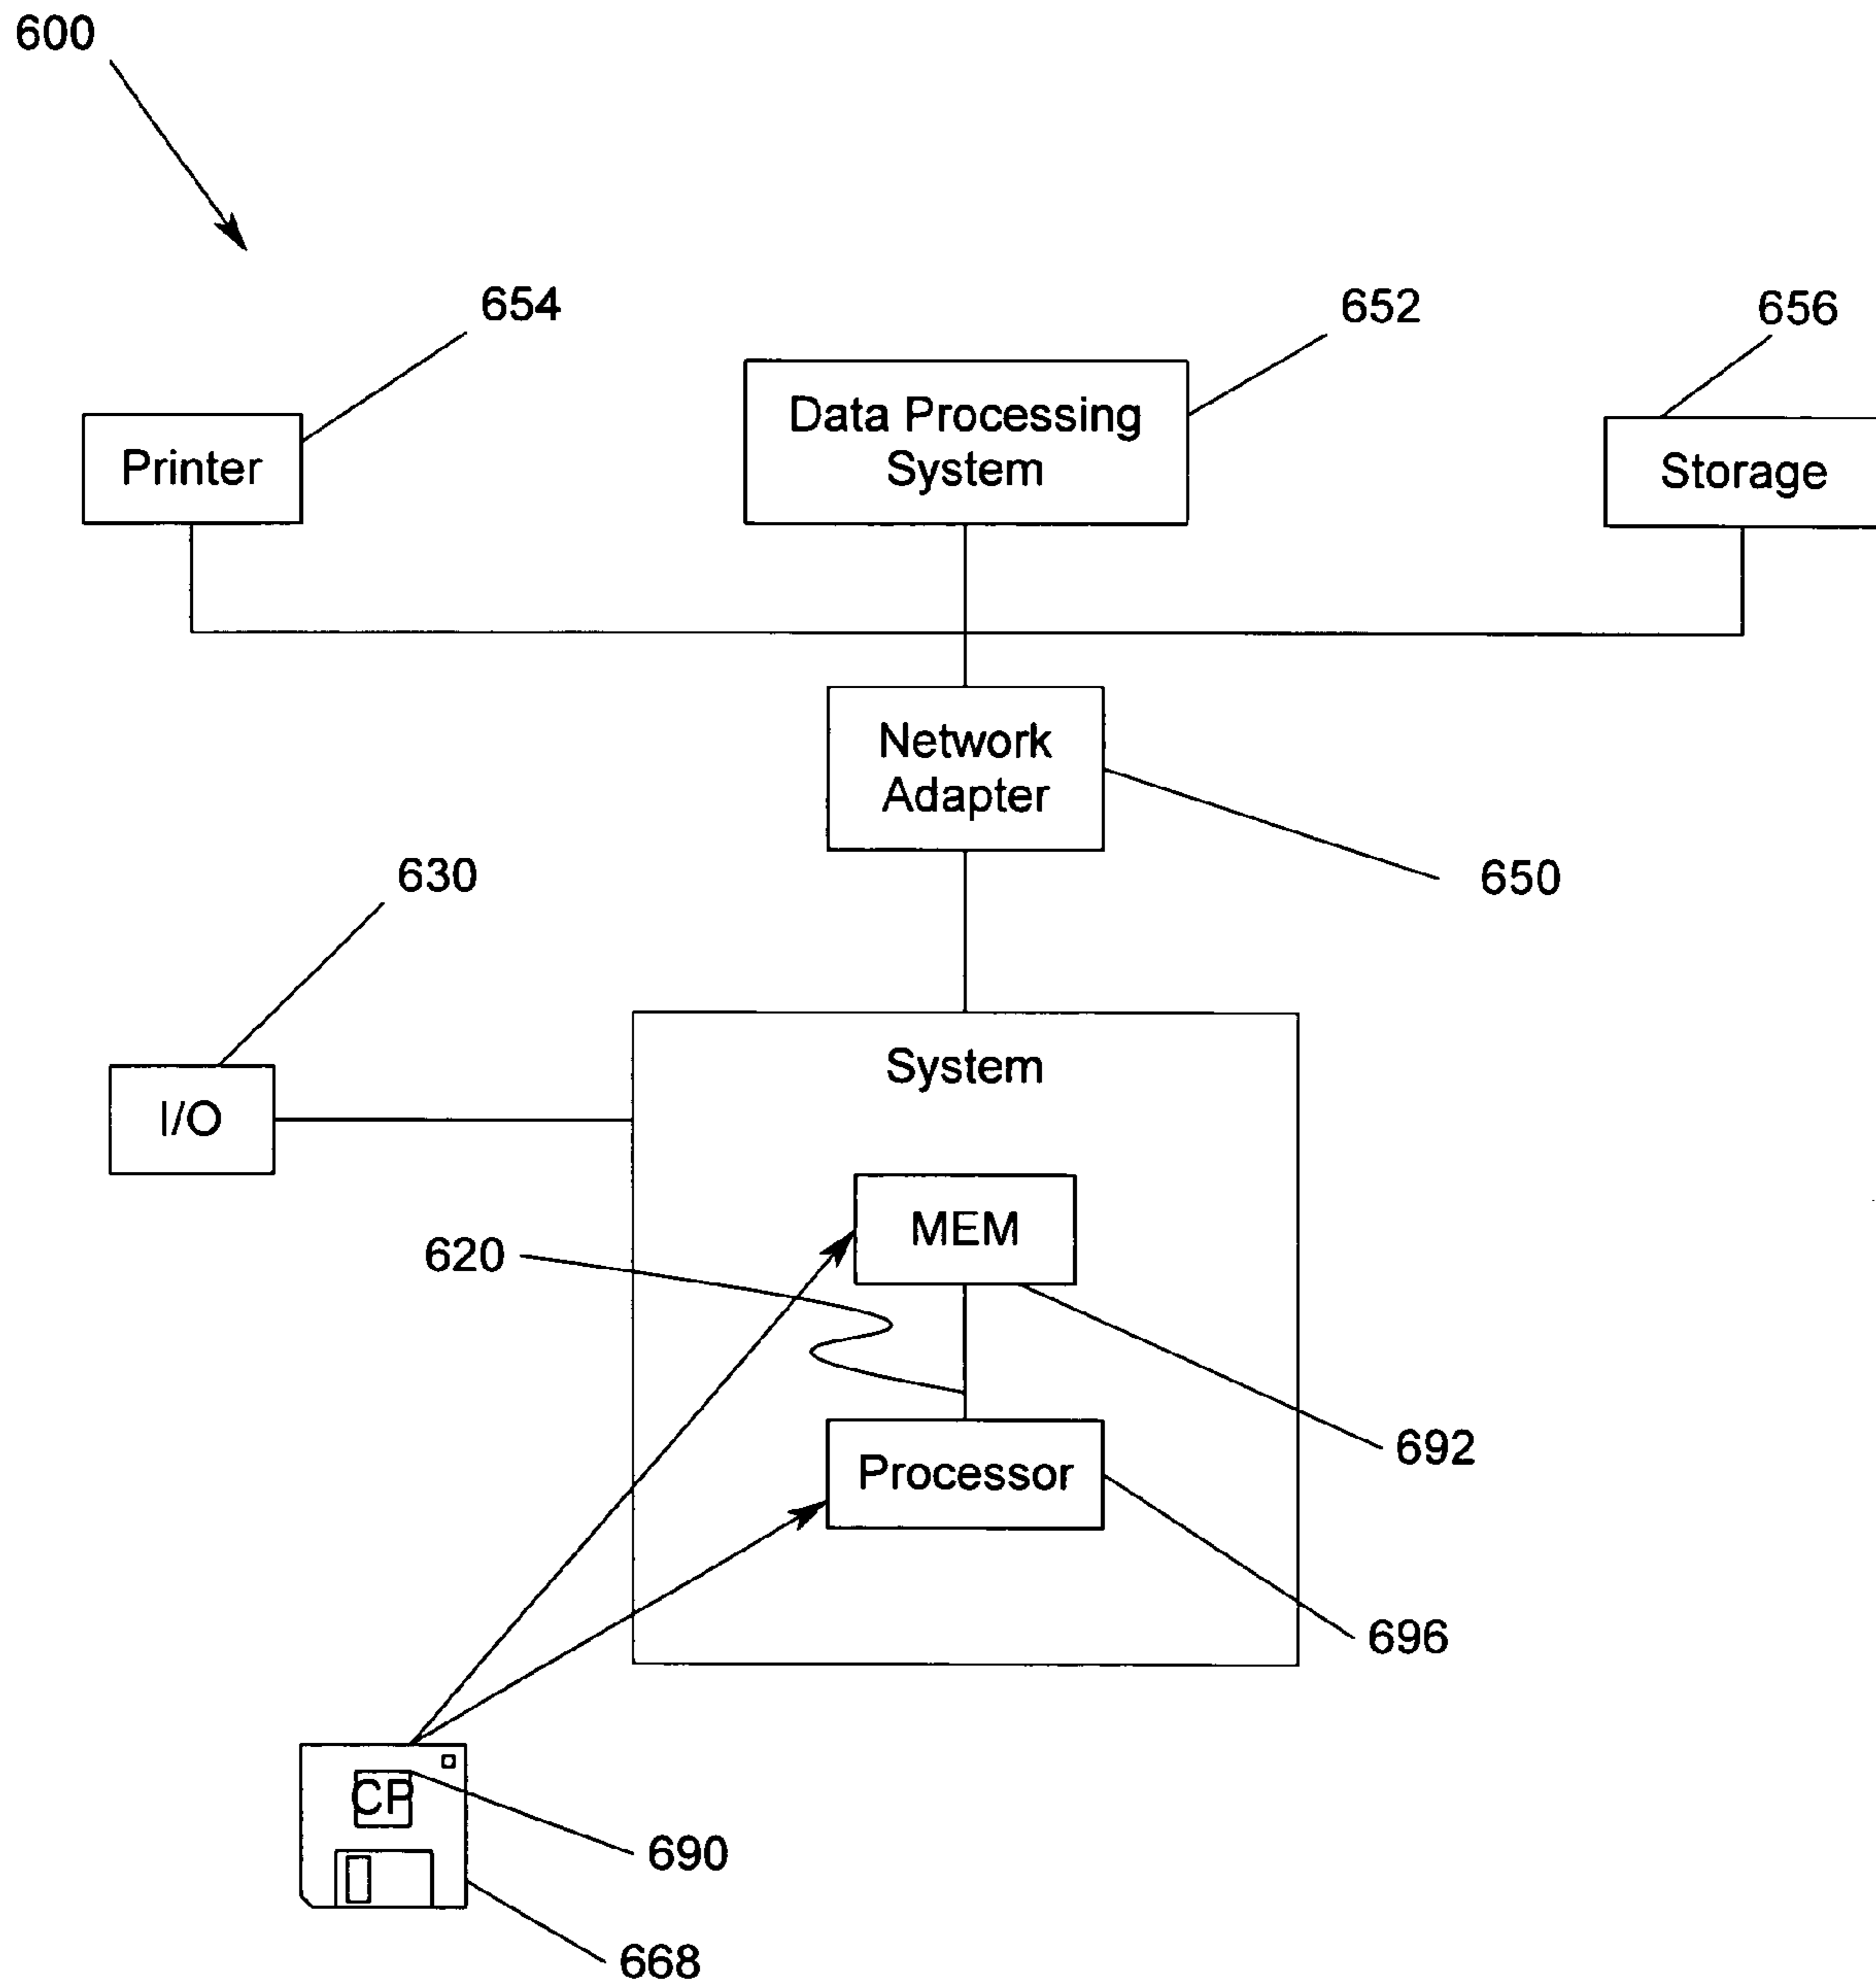 600
654
652
656
Printer
Data Processing
System
Storage
Network
Adapter
650
630
System
I/O
MEM
620
692
Processor
696
CP
690
668